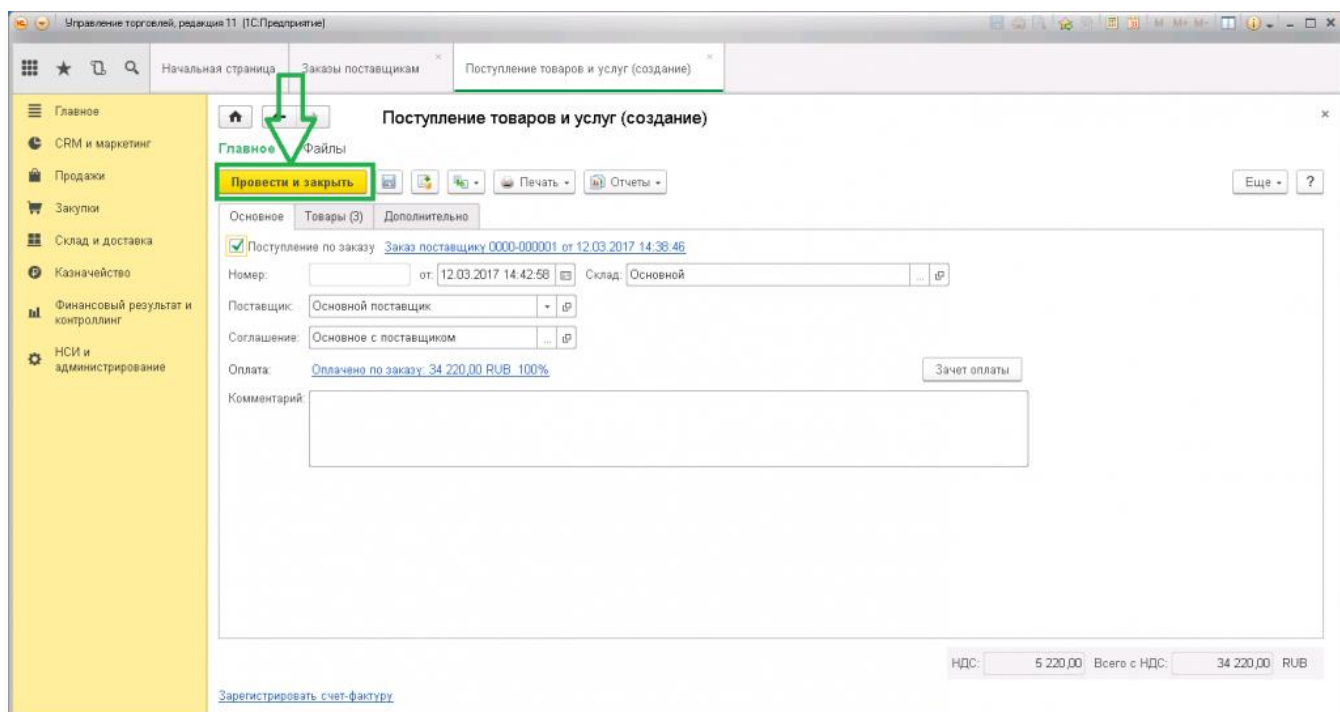 Управление торговлей, редакция 11 (1С:Предприятие)
M M+ M-
Начальная страница Заказы поставщикам Поступление товаров и услуг (создание)
Главное
CRM и маркетинг
Продажи
Закупки
Склад и доставка
Казначейство
Финансовый результат и
контроллинг
НСИ и
администрирование
Поступление товаров и услуг (создание)
Главное Файлы
Провести и закрыть Печать Отчеты Еще ?
Основное Товары (3) Дополнительно
Поступление по заказу Заказ поставщику 0000-000001 от 12.03.2017 14:38:46
Номер: от: 12.03.2017 14:42:58 Склад: Основной
Поставщик: Основной поставщик
Соглашение: Основное с поставщиком
Оплата: Оплачено по заказу: 34 220,00 RUB 100% Зачет оплаты
Комментарий:
НДС: 5 220,00 Всего с НДС: 34 220,00 RUB
Зарегистрировать счет-фактуру